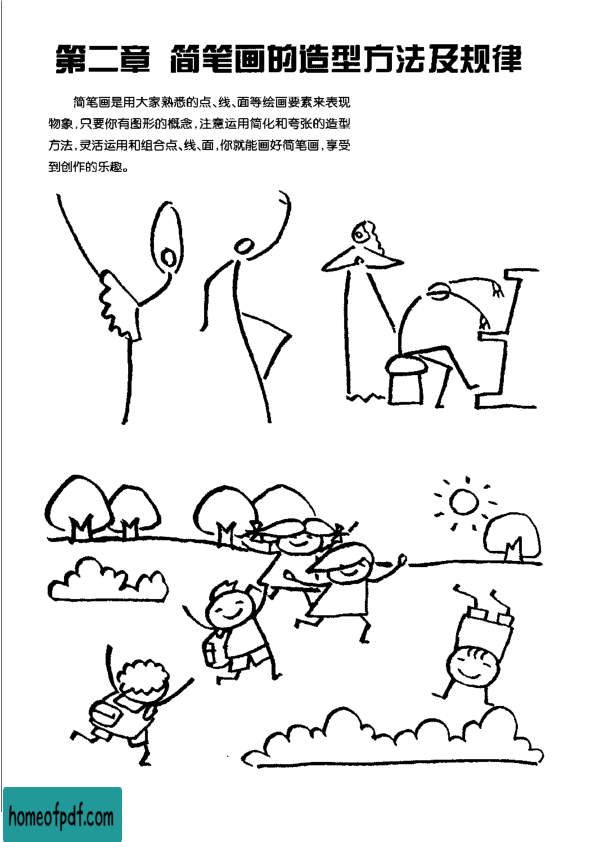 第二章 简笔画的造型方法及规律
简笔画是用大家熟悉的点、线、面等绘画要素来表现
物象，只要你有图形的概念，注意运用简化和夸张的造型
方法，灵活运用和组合点、线、面，你就能画好简笔画，享受
到创作的乐趣。
homeofpdf.com